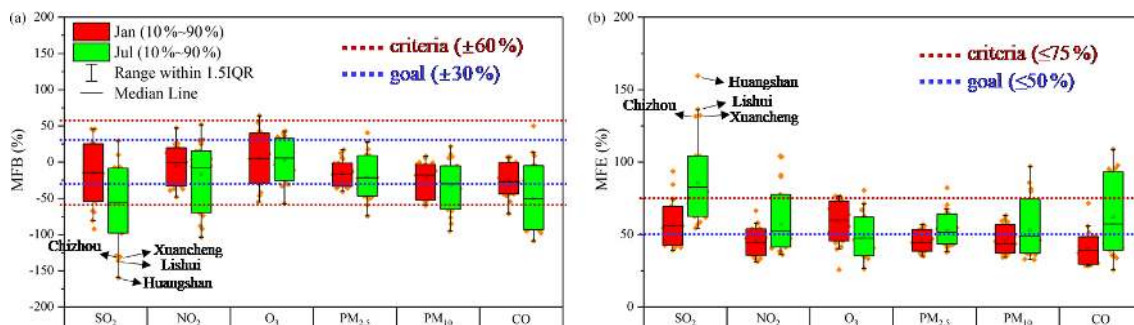 (a)
200
150
100
50
0
-50
-100
-150
-200
MFB (%)
Jan (10%~90%)
Jul (10%~90%)
Range within 1.5IQR
Median Line
criteria (±60%)
goal (±30%)
Chizhou
Xuancheng
Lishui
Huangshan
SO₂
NO₂
O₃
PM₂.₅
PM₁₀
CO
(b)
200
150
100
50
0
MFE (%)
criteria (≤75%)
goal (≤50%)
Huangshan
Chizhou
Lishui
Xuancheng
SO₂
NO₂
O₃
PM₂.₅
PM₁₀
CO